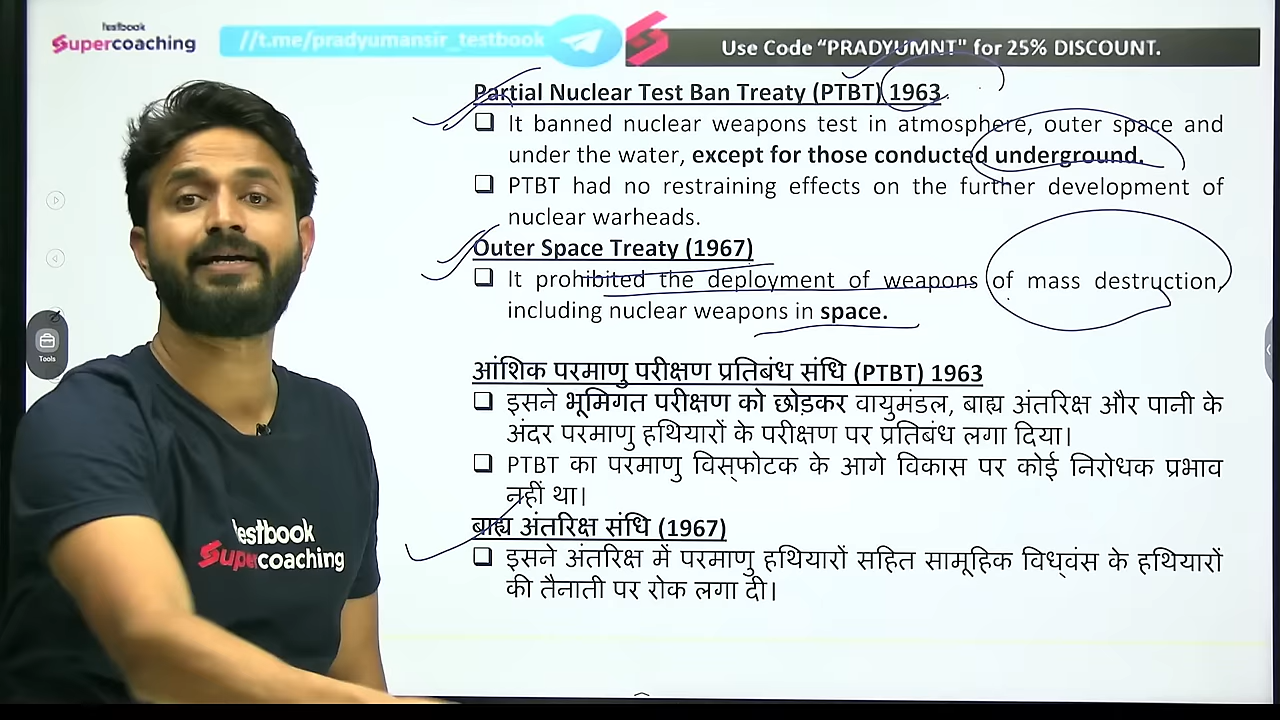 testbook
Supercoaching
//t.me/pradyumansir_testbook
Use Code “PRADYUMNT" for 25% DISCOUNT.
Partial Nuclear Test Ban Treaty (PTBT) 1963.
❑ It banned nuclear weapons test in atmosphere, outer space and
under the water, except for those conducted underground.
❑ PTBT had no restraining effects on the further development of
nuclear warheads.
Outer Space Treaty (1967)
❑ It prohibited the deployment of weapons of mass destruction,
including nuclear weapons in space.
आंशिक परमाणु परीक्षण प्रतिबंध संधि (PTBT) 1963
❑ इसने भूमिगत परीक्षण को छोड़कर वायुमंडल, बाह्य अंतरिक्ष और पानी के
अंदर परमाणु हथियारों के परीक्षण पर प्रतिबंध लगा दिया।
❑ PTBT का परमाणु विस्फोटक के आगे विकास पर कोई निरोधक प्रभाव
नहीं था।
बाह्य अंतरिक्ष संधि (1967)
❑ इसने अंतरिक्ष में परमाणु हथियारों सहित सामूहिक विध्वंस के हथियारों
की तैनाती पर रोक लगा दी।
Tools
testbook
Supercoaching